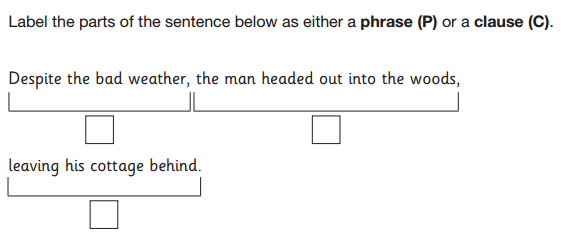 Label the parts of the sentence below as either a phrase (P) or a clause (C).
Despite the bad weather, the man headed out into the woods,
leaving his cottage behind.